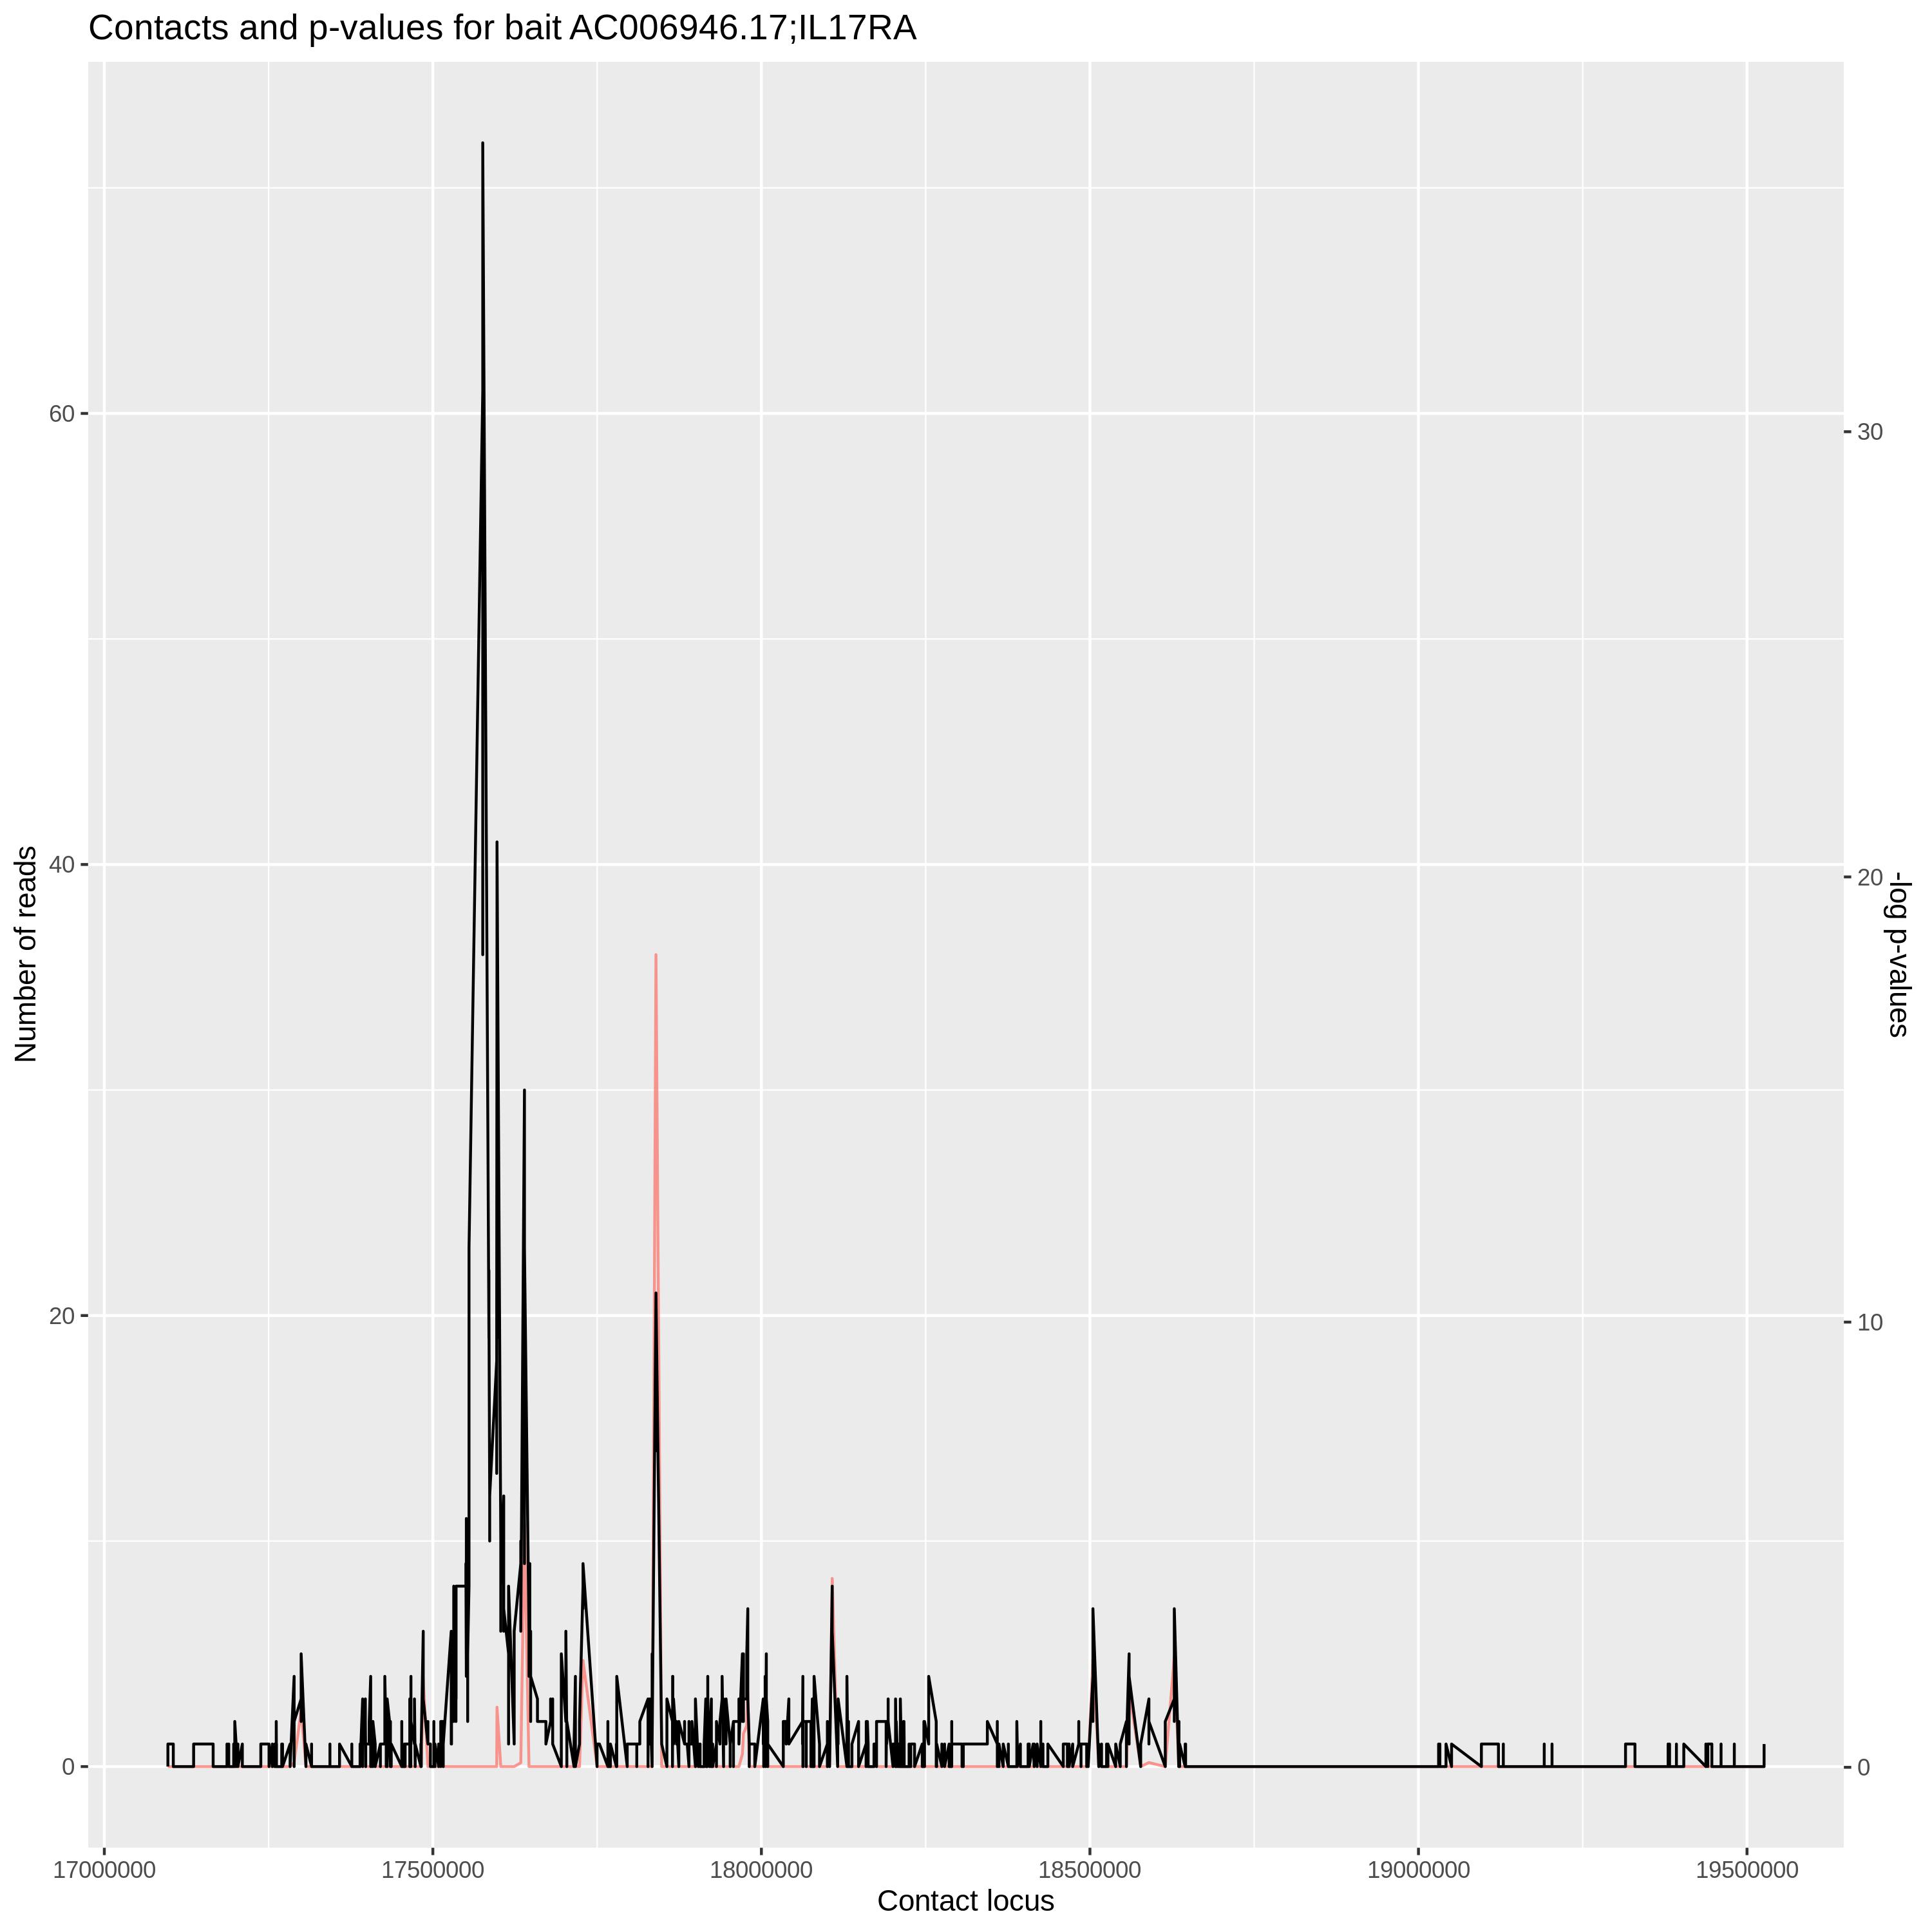 Contacts and p-values for bait AC006946.17;IL17RA
Number of reads
60
40
20
0
30
20
10
0
-log p-values
17000000 17500000 18000000 18500000 19000000 19500000
Contact locus